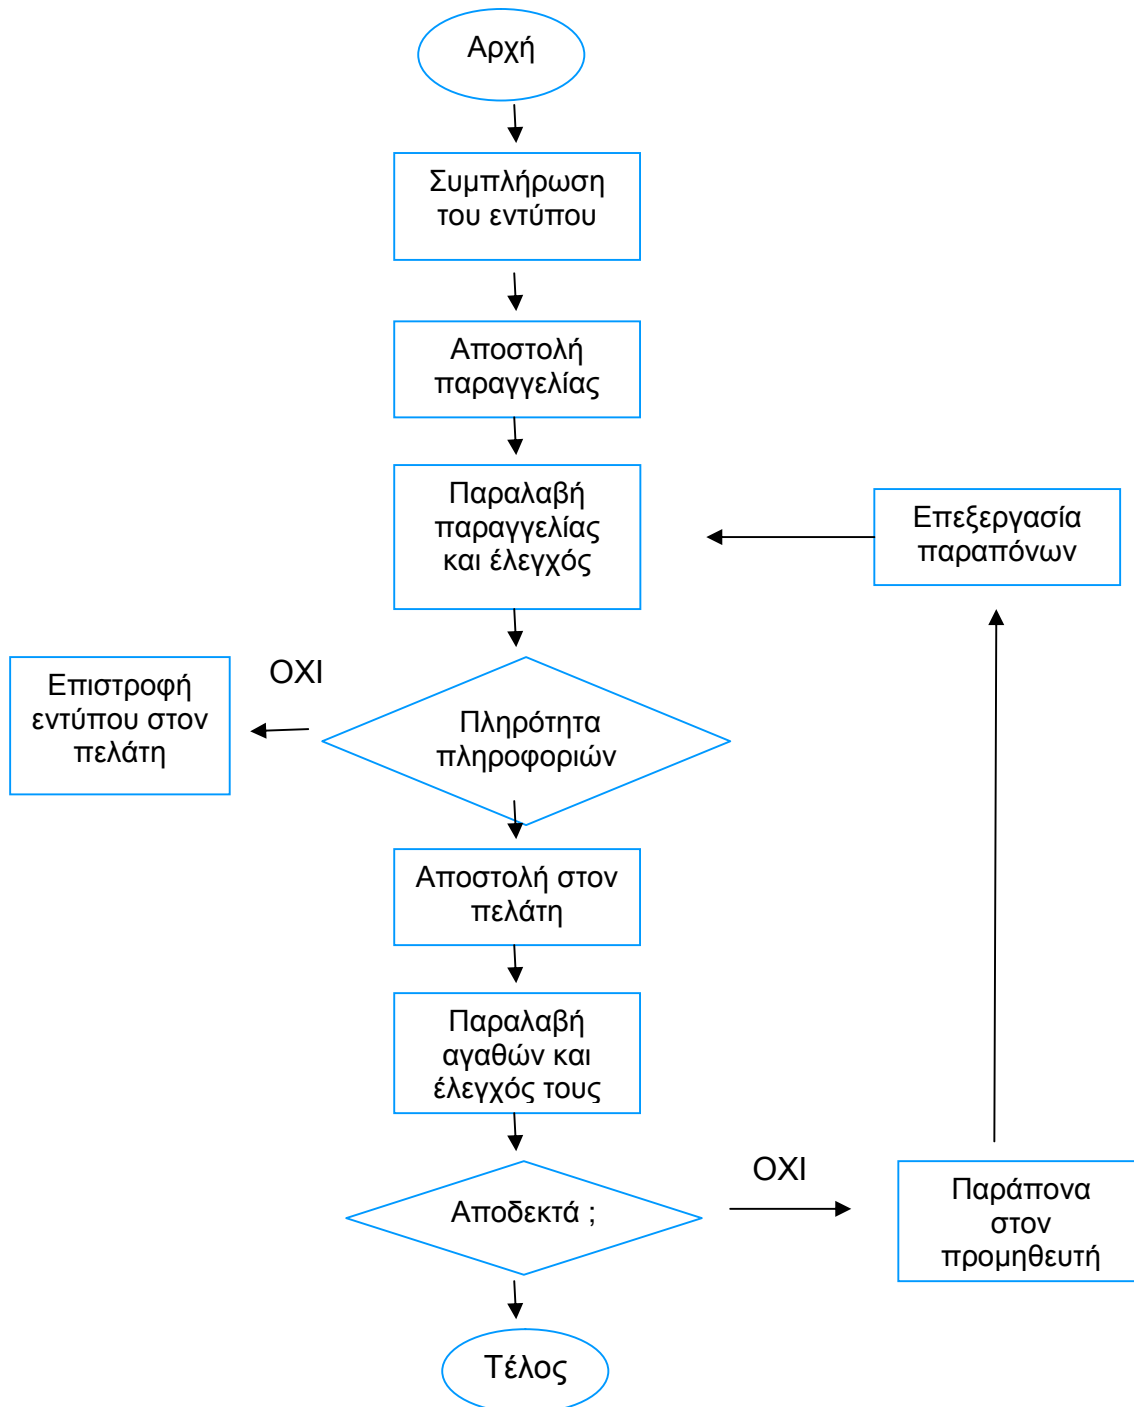 Αρχή
Συμπλήρωση
του εντύπου
Αποστολή
παραγγελίας
Παραλαβή
παραγγελίας
και έλεγχός
Επεξεργασία
παραπόνων
ΟΧΙ
Επιστροφή
εντύπου στον
πελάτη
Πληρότητα
πληροφοριών
Αποστολή στον
πελάτη
Παραλαβή
αγαθών και
έλεγχός τους
Αποδεκτά ;
ΟΧΙ
Παράπονα
στον
προμηθευτή
Τέλος